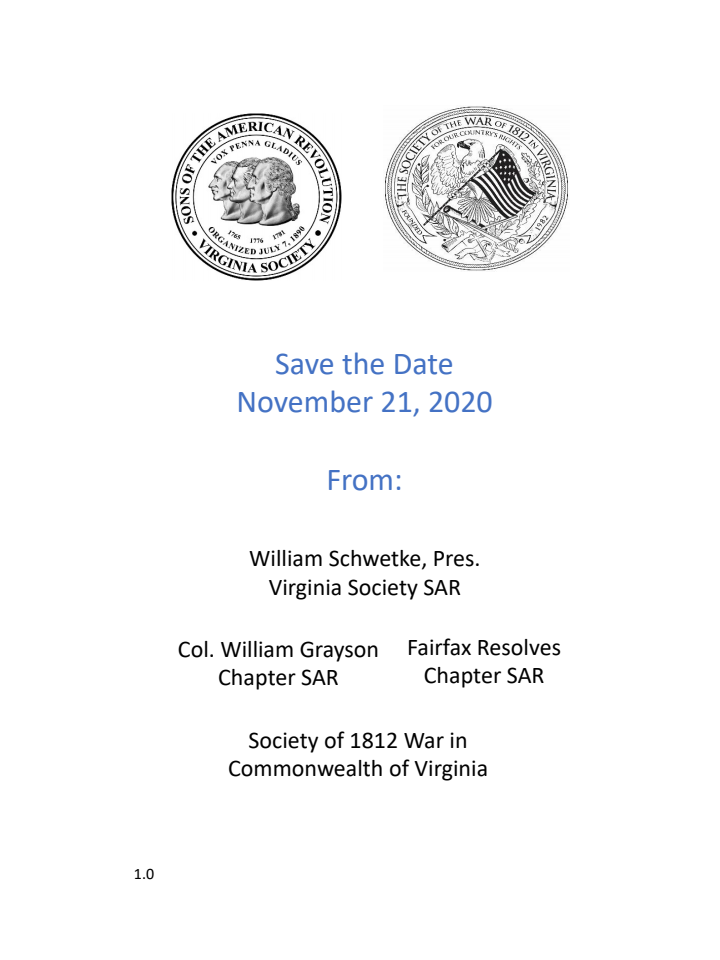 SONS OF THE AMERICAN REVOLUTION
VOX PENNA GLADIUS
1765 1776 1781
ORGANIZED JULY 7, 1890
• VIRGINIA SOCIETY •
THE SOCIETY OF THE WAR OF 1812 IN VIRGINIA
FOR OUR COUNTRY'S RIGHTS
FOUNDED
1982
Save the Date
November 21, 2020
From:
William Schwetke, Pres.
Virginia Society SAR
Col. William Grayson
Chapter SAR
Fairfax Resolves
Chapter SAR
Society of 1812 War in
Commonwealth of Virginia
1.0